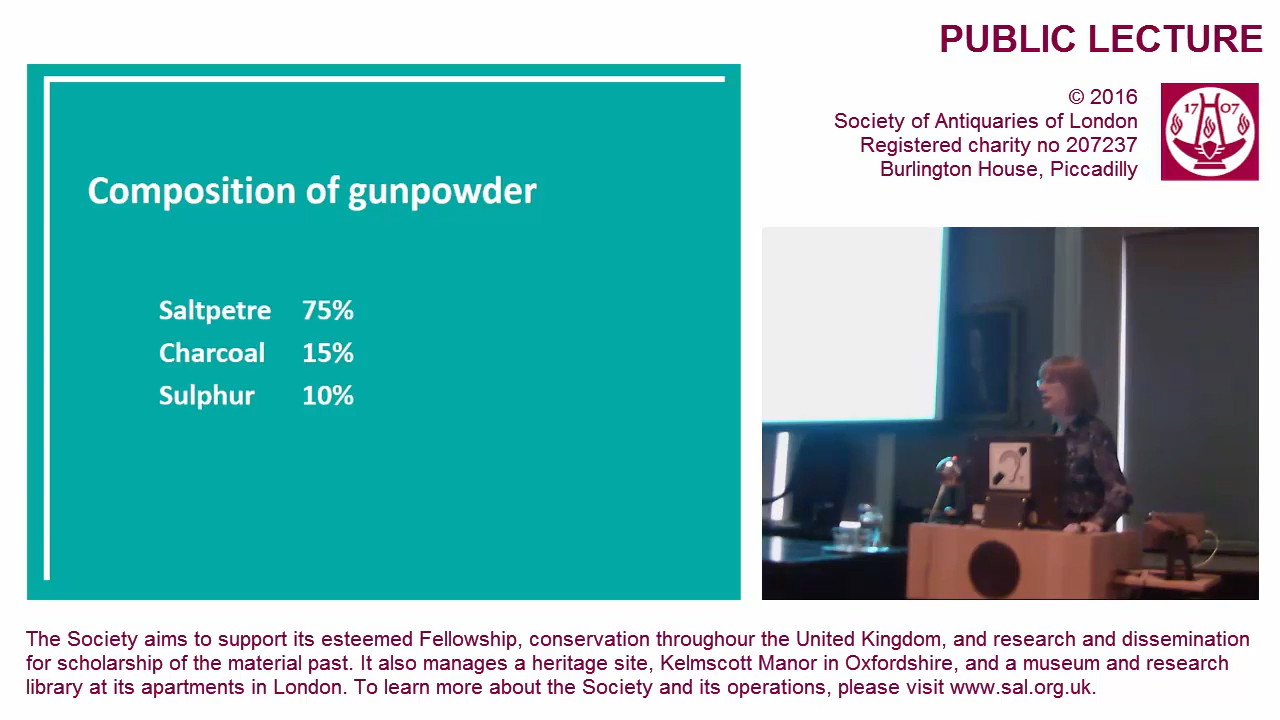 PUBLIC LECTURE
© 2016
Society of Antiquaries of London
Registered charity no 207237
Burlington House, Piccadilly
17 07
Composition of gunpowder
Saltpetre 75%
Charcoal 15%
Sulphur 10%
The Society aims to support its esteemed Fellowship, conservation throughour the United Kingdom, and research and dissemination
for scholarship of the material past. It also manages a heritage site, Kelmscott Manor in Oxfordshire, and a museum and research
library at its apartments in London. To learn more about the Society and its operations, please visit www.sal.org.uk.